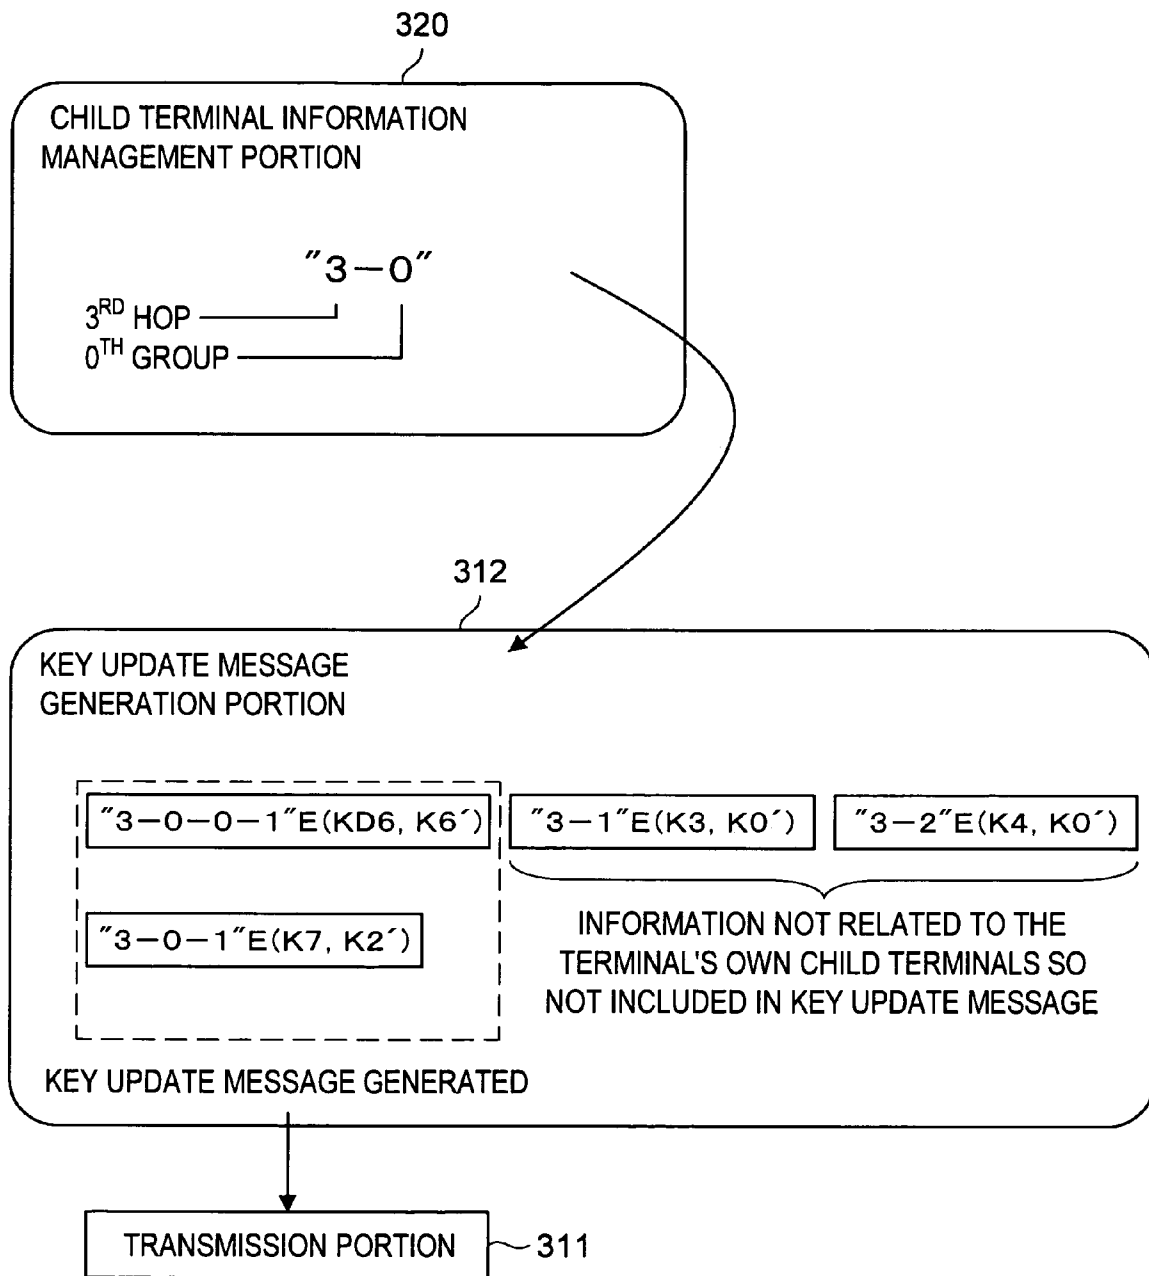 320
CHILD TERMINAL INFORMATION
MANAGEMENT PORTION
″3-0″
3RD HOP
0TH GROUP
312
KEY UPDATE MESSAGE
GENERATION PORTION
″3-0-0-1″E(KD6, K6′)
″3-1″E(K3, K0′)
″3-2″E(K4, K0′)
″3-0-1″E(K7, K2′)
INFORMATION NOT RELATED TO THE
TERMINAL'S OWN CHILD TERMINALS SO
NOT INCLUDED IN KEY UPDATE MESSAGE
KEY UPDATE MESSAGE GENERATED
TRANSMISSION PORTION
311